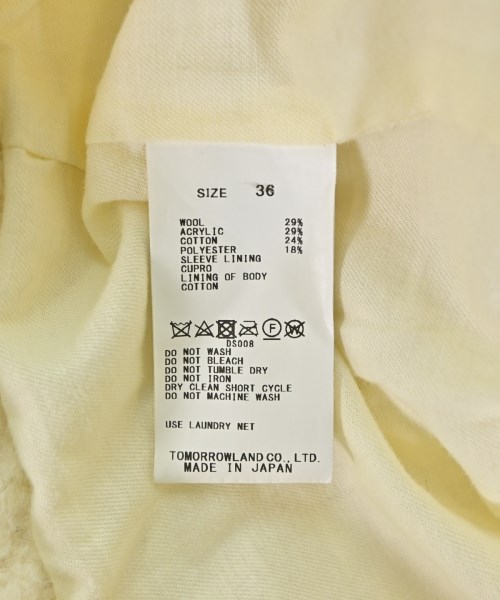 SIZE 36
WOOL 29%
ACRYLIC 29%
COTTON 24%
POLYESTER 18%
SLEEVE LINING
CUPRO
LINING OF BODY
COTTON
F W
DS008
DO NOT WASH
DO NOT BLEACH
DO NOT TUMBLE DRY
DO NOT IRON
DRY CLEAN SHORT CYCLE
DO NOT MACHINE WASH
USE LAUNDRY NET
TOMORROWLAND CO., LTD.
MADE IN JAPAN